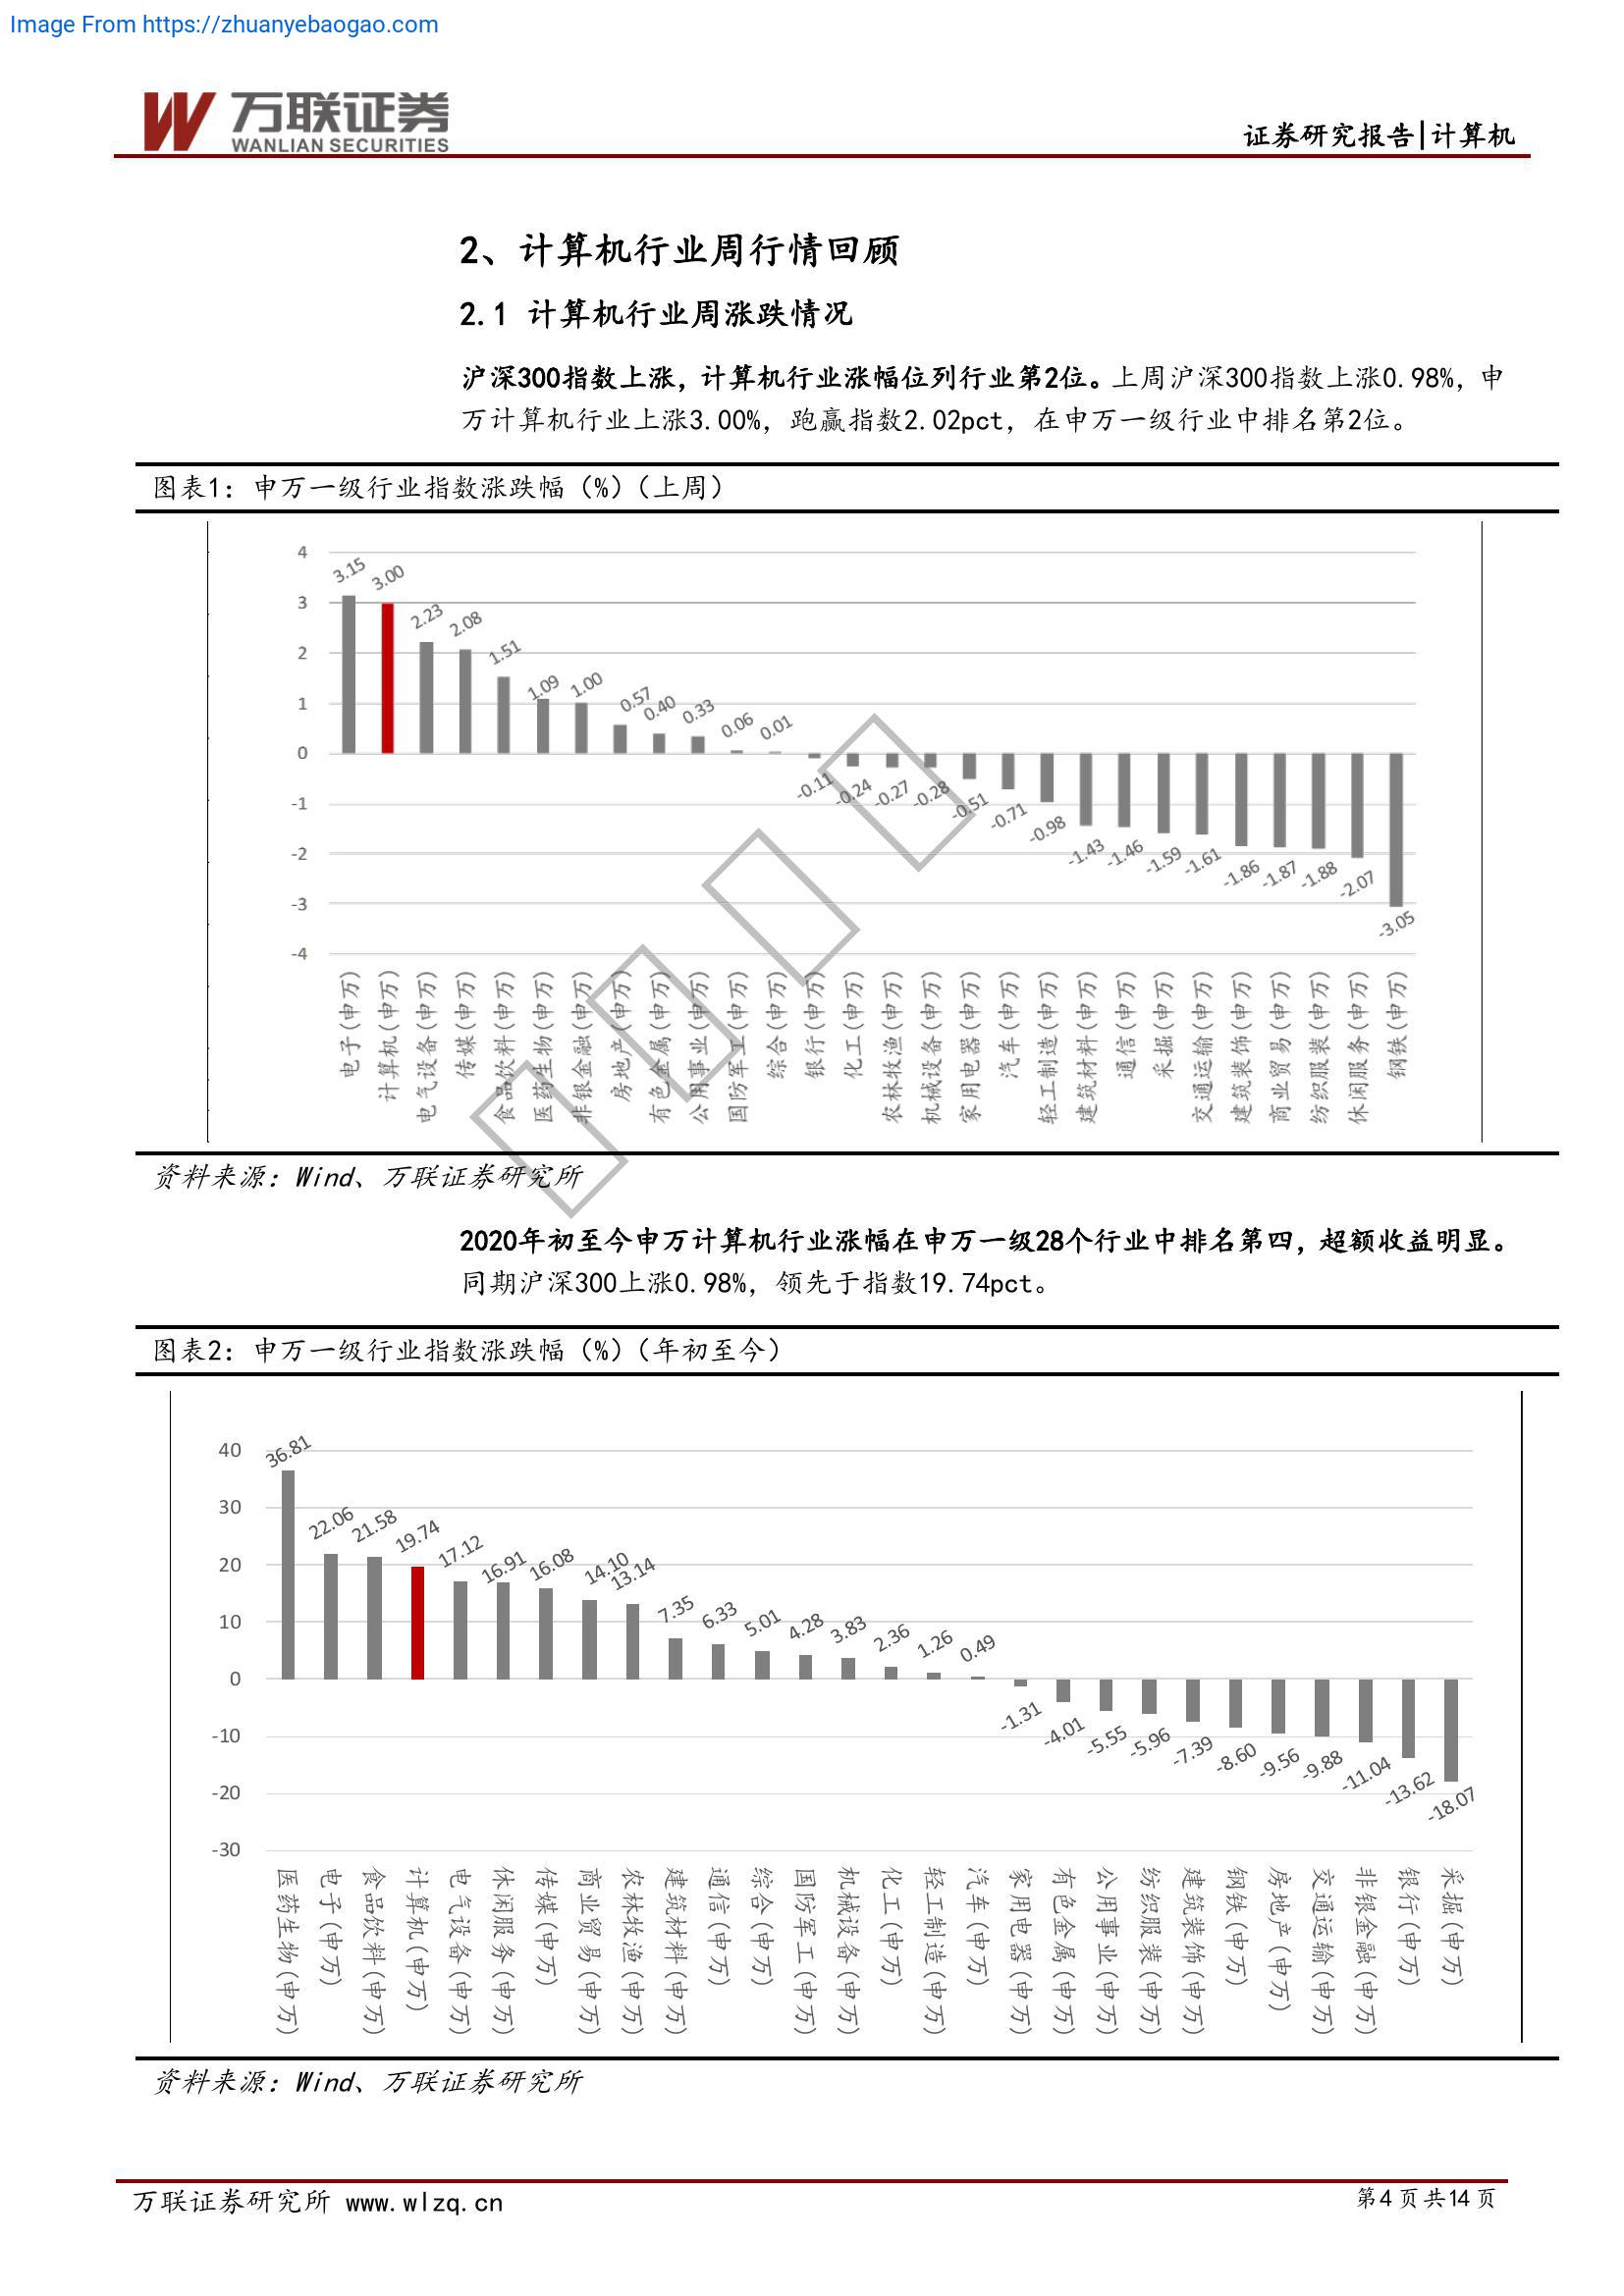 Image From https://zhuanyebaogao.com
万联证券
WANLIAN SECURITIES
证券研究报告|计算机
2、计算机行业周行情回顾
2.1 计算机行业周涨跌情况
沪深300指数上涨，计算机行业涨幅位列行业第2位。上周沪深300指数上涨0.98%，申
万计算机行业上涨3.00%，跑赢指数2.02pct，在申万一级行业中排名第2位。
图表1：申万一级行业指数涨跌幅（%）（上周）
4
3
2
1
0
-1
-2
-3
-4
3.15
3.00
2.23
2.08
1.51
1.09
1.00
0.57
0.40
0.33
0.06
0.01
-0.11
-0.24
-0.27
-0.28
-0.51
-0.71
-0.98
-1.43
-1.46
-1.59
-1.61
-1.86
-1.87
-1.88
-2.07
-3.05
电子(申万)
计算机(申万)
电气设备(申万)
传媒(申万)
食品饮料(申万)
医药生物(申万)
非银金融(申万)
房地产(申万)
有色金属(申万)
公用事业(申万)
国防军工(申万)
综合(申万)
银行(申万)
化工(申万)
农林牧渔(申万)
机械设备(申万)
家用电器(申万)
汽车(申万)
轻工制造(申万)
建筑材料(申万)
通信(申万)
采掘(申万)
交通运输(申万)
建筑装饰(申万)
商业贸易(申万)
纺织服装(申万)
休闲服务(申万)
钢铁(申万)
资料来源：Wind、万联证券研究所
2020年初至今申万计算机行业涨幅在申万一级28个行业中排名第四，超额收益明显。
同期沪深300上涨0.98%，领先于指数19.74pct。
图表2：申万一级行业指数涨跌幅（%）（年初至今）
40
30
20
10
0
-10
-20
-30
36.81
22.06
21.58
19.74
17.12
16.91
16.08
14.10
13.14
7.35
6.33
5.01
4.28
3.83
2.36
1.26
0.49
-1.31
-4.01
-5.55
-5.96
-7.39
-8.60
-9.56
-9.88
-11.04
-13.62
-18.07
医药生物(申万)
电子(申万)
食品饮料(申万)
计算机(申万)
电气设备(申万)
休闲服务(申万)
传媒(申万)
商业贸易(申万)
农林牧渔(申万)
建筑材料(申万)
通信(申万)
综合(申万)
国防军工(申万)
机械设备(申万)
化工(申万)
轻工制造(申万)
汽车(申万)
家用电器(申万)
有色金属(申万)
公用事业(申万)
纺织服装(申万)
建筑装饰(申万)
钢铁(申万)
房地产(申万)
交通运输(申万)
非银金融(申万)
银行(申万)
采掘(申万)
资料来源：Wind、万联证券研究所
万联证券研究所 www.wlzq.cn
第4页共14页